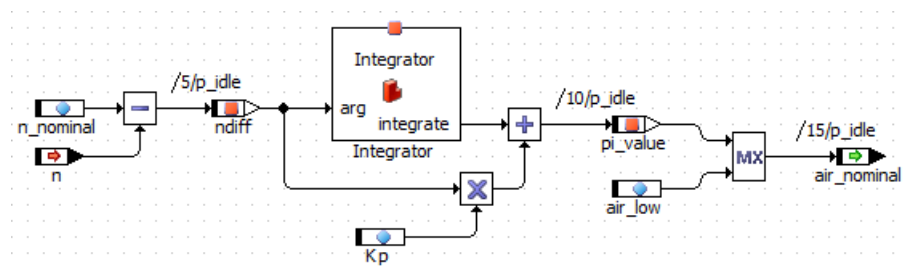 Integrator
/5/p_idle
/10/p_idle
arg
n_nominal
ndiff
integrate
Integrator
/15/p_idle
n
pi_value
MX
air_low
air_nominal
Kp